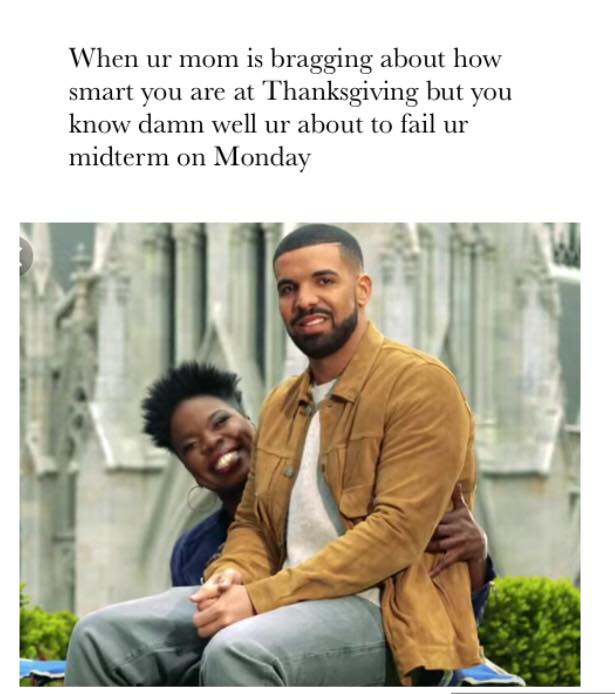 When ur mom is bragging about how
smart you are at Thanksgiving but you
know damn well ur about to fail ur
midterm on Monday